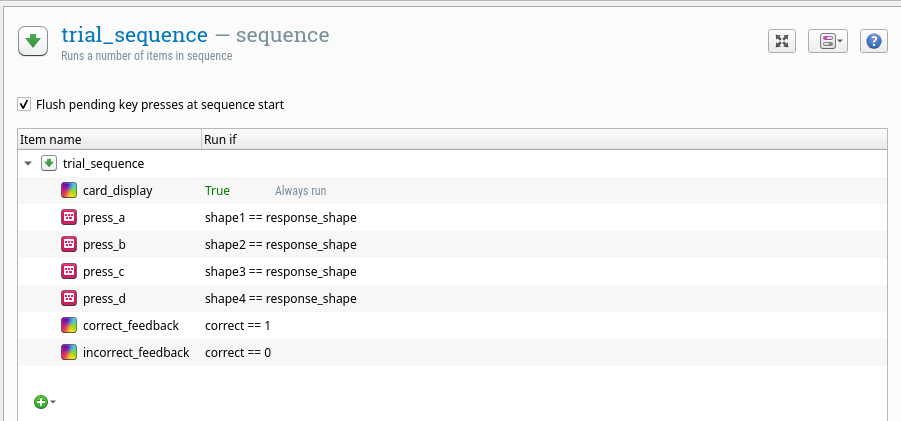 trial_sequence — sequence
Runs a number of items in sequence
?
Flush pending key presses at sequence start
Item name Run if
trial_sequence
card_display True Always run
press_a shape1 == response_shape
press_b shape2 == response_shape
press_c shape3 == response_shape
press_d shape4 == response_shape
correct_feedback correct == 1
incorrect_feedback correct == 0